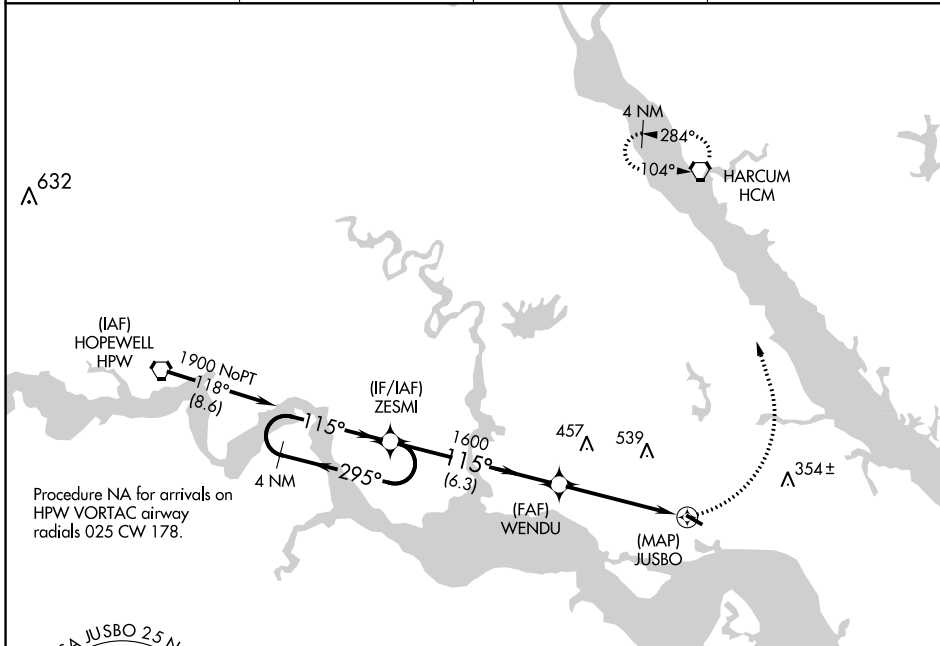 4 NM
284°
104°
HARCUM
HCM
632
(IAF)
HOPEWELL
HPW
1900 NoPT
118°
(8.6)
(IF/IAF)
ZESMI
115°
295°
4 NM
1600
115°
(6.3)
457
539
354±
(FAF)
WENDU
(MAP)
JUSBO
Procedure NA for arrivals on
HPW VORTAC airway
radials 025 CW 178.
JUSBO 25